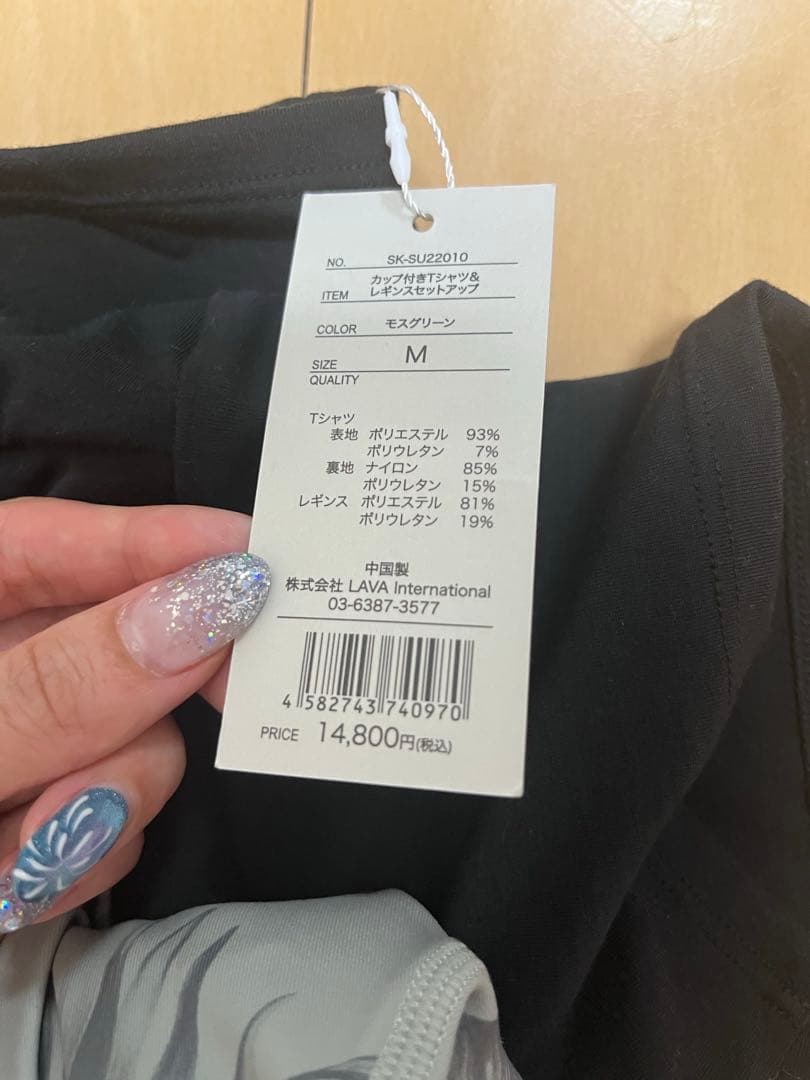 NO. SK-SU22010
ITEM カップ付きTシャツ&
レギンスセットアップ
COLOR モスグリーン
SIZE M
QUALITY
Tシャツ
表地 ポリエステル 93%
ポリウレタン 7%
裏地 ナイロン 85%
ポリウレタン 15%
レギンス ポリエステル 81%
ポリウレタン 19%
中国製
株式会社 LAVA International
03-6387-3577
4 582743 740970
PRICE 14,800円(税込)